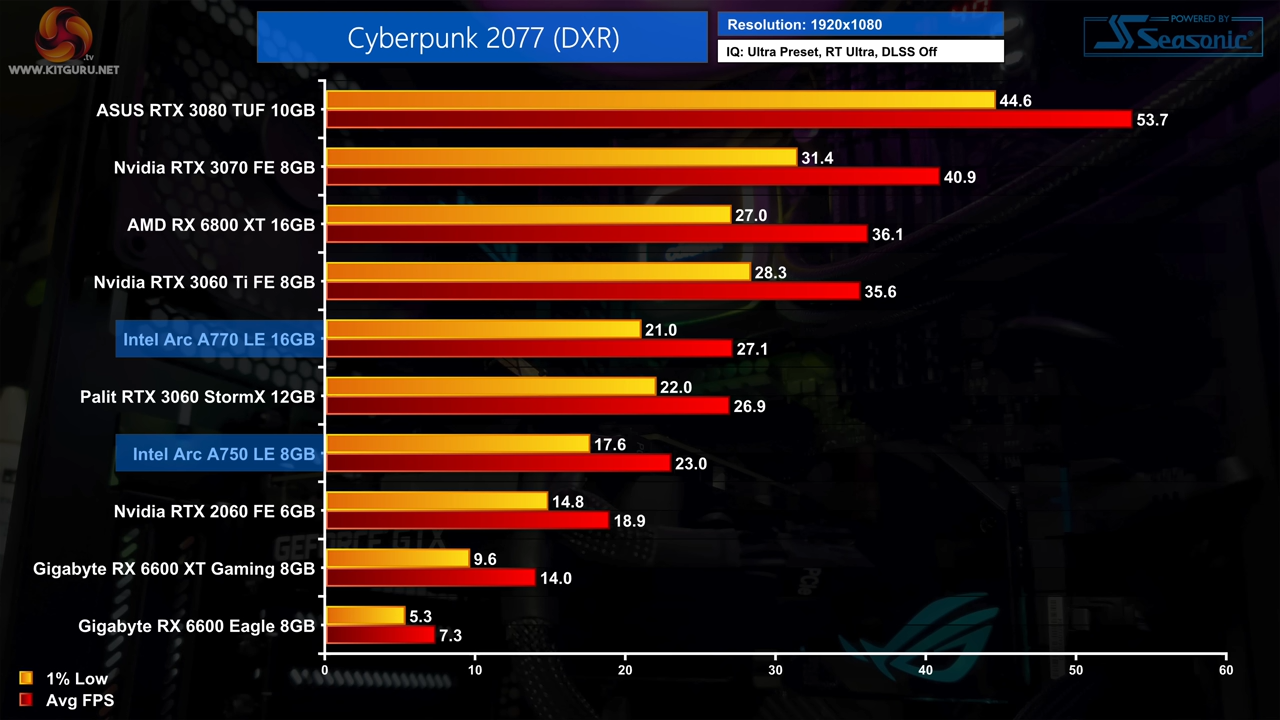 .tv
WWW.KITGURU.NET
Cyberpunk 2077 (DXR)
Resolution: 1920x1080
IQ: Ultra Preset, RT Ultra, DLSS Off
POWERED BY
Seasonic
ASUS RTX 3080 TUF 10GB
44.6
53.7
Nvidia RTX 3070 FE 8GB
31.4
40.9
AMD RX 6800 XT 16GB
27.0
36.1
Nvidia RTX 3060 Ti FE 8GB
28.3
35.6
Intel Arc A770 LE 16GB
21.0
27.1
Palit RTX 3060 StormX 12GB
22.0
26.9
Intel Arc A750 LE 8GB
17.6
23.0
Nvidia RTX 2060 FE 6GB
14.8
18.9
Gigabyte RX 6600 XT Gaming 8GB
9.6
14.0
Gigabyte RX 6600 Eagle 8GB
5.3
7.3
GEFORCE GTX
PCIe
0 10 20 30 40 50 60
1% Low
Avg FPS